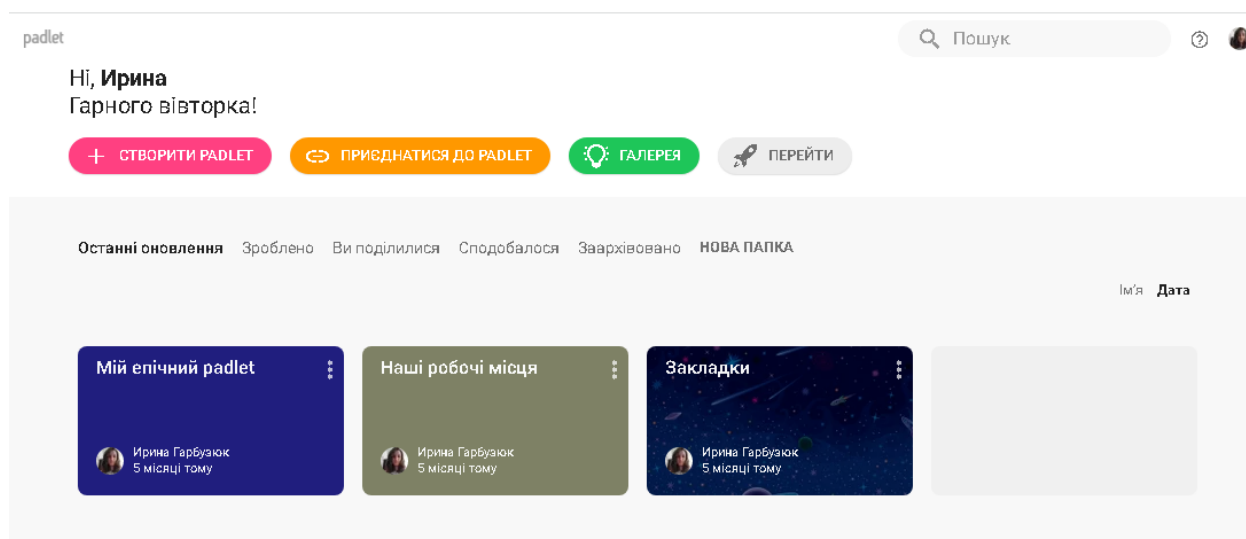 padlet
Пошук
Ні, Ирина
Гарного вівторка!
СТВОРИТИ PADLET
ПРИЄДНАТИСЯ ДО PADLET
ГАЛЕРЕЯ
ПЕРЕЙТИ
Останні оновлення Зроблено Ви поділилися Сподобалося Заархівовано НОВА ПАПКА
Ім'я Дата
Мій епічний padlet
Ирина Гарбузюк
5 місяці тому
Наші робочі місця
Ирина Гарбузюк
5 місяці тому
Закладки
Ирина Гарбузюк
5 місяці тому